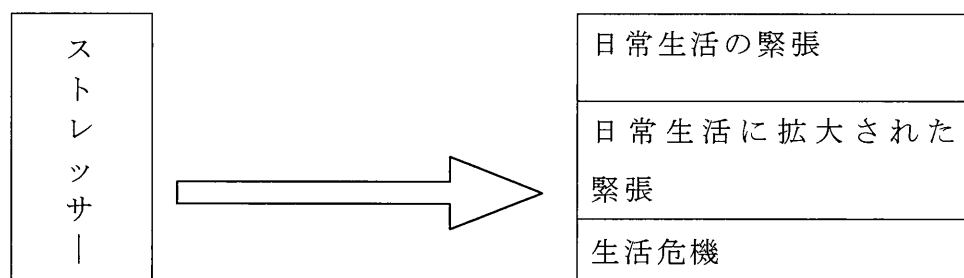 ストレッサー
日常生活の緊張
日常生活に拡大された
緊張
生活危機